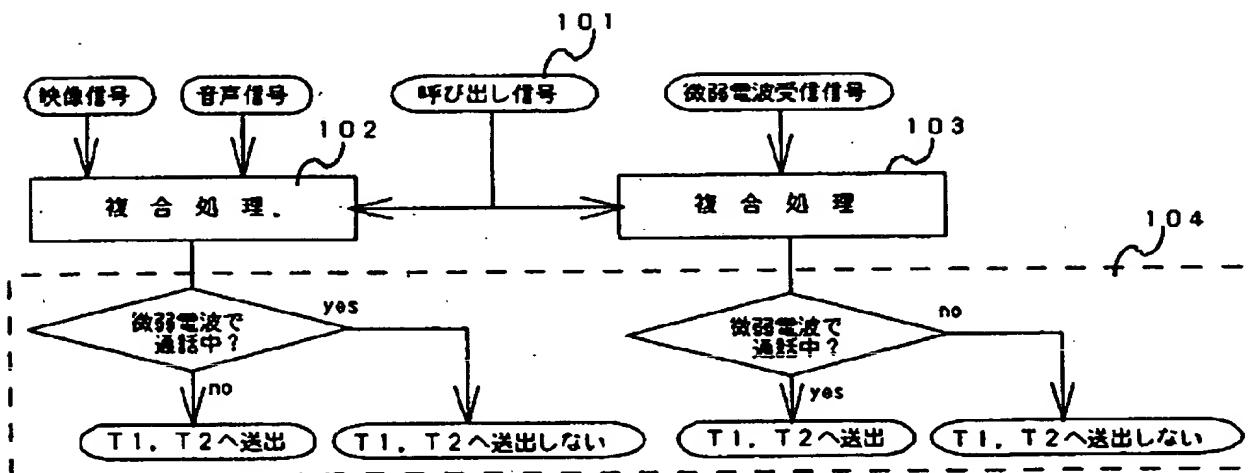 101
映像信号
音声信号
呼び出し信号
微弱電波受信信号
102
103
複合処理.
複合処理
104
微弱電波で
通話中?
yes
no
微弱電波で
通話中?
no
yes
T1, T2へ送出
T1, T2へ送出しない
T1, T2へ送出
T1, T2へ送出しない